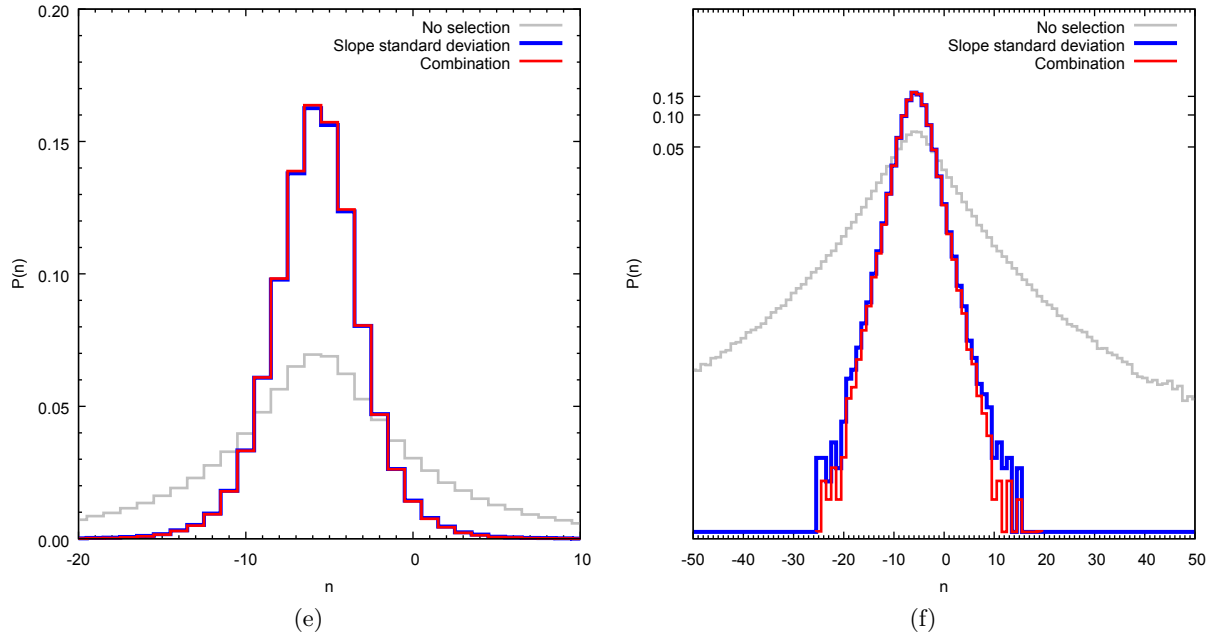 0.20
0.15
0.10
0.05
0.00
P(n)
No selection
Slope standard deviation
Combination
-20
-10
0
10
n
(e)
0.15
0.10
0.05
P(n)
No selection
Slope standard deviation
Combination
-50
-40
-30
-20
-10
0
10
20
30
40
50
n
(f)